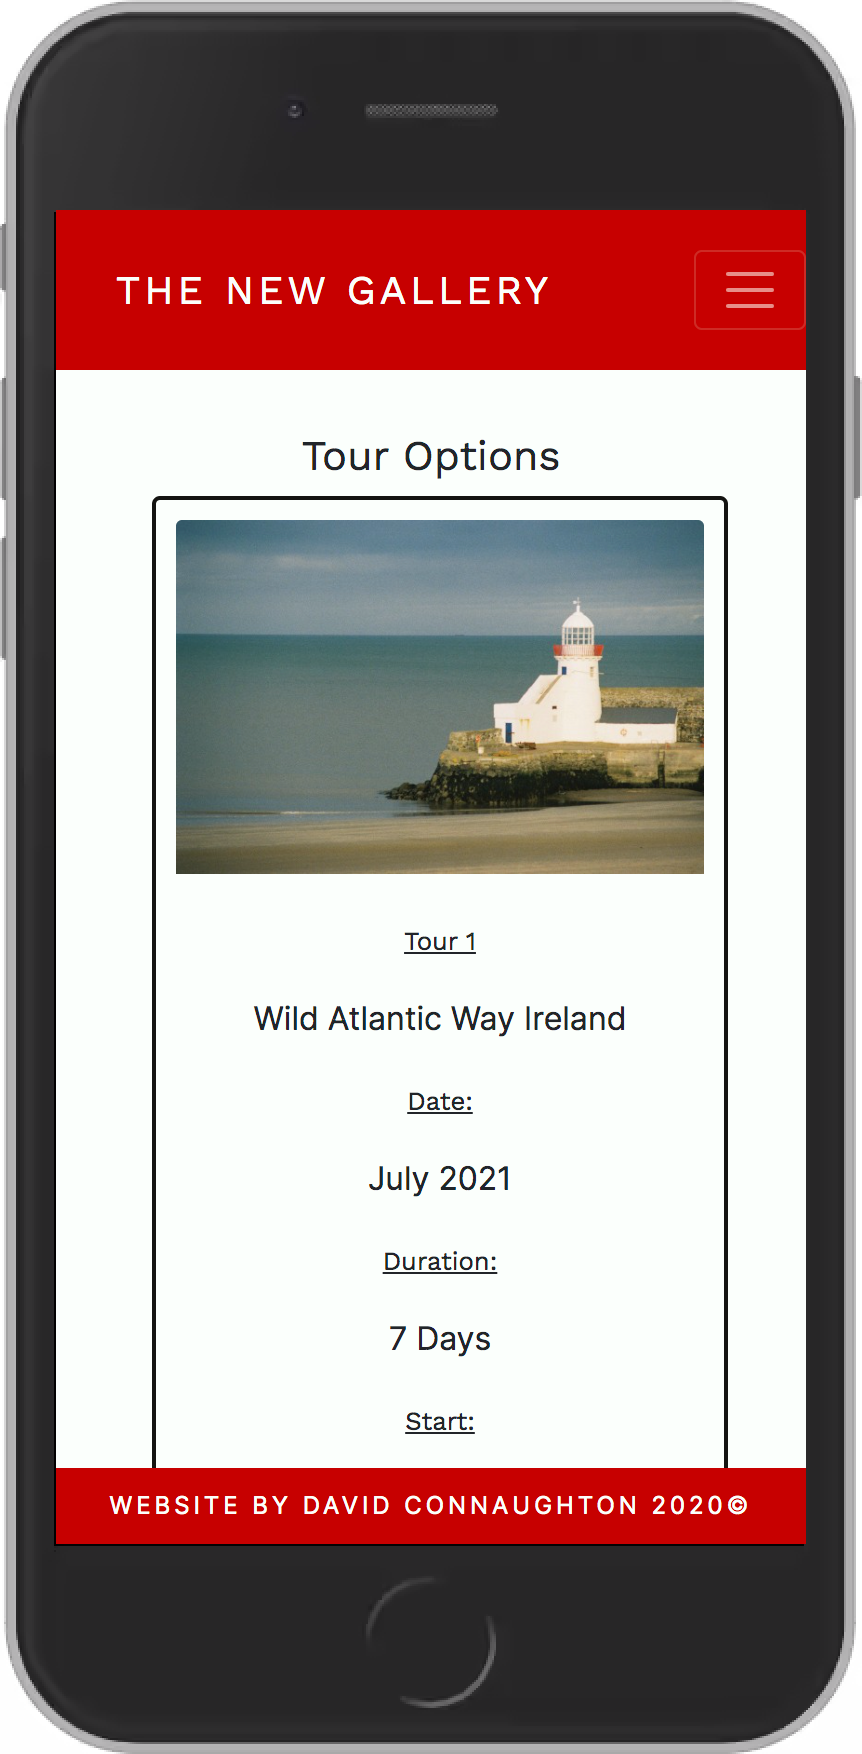 THE NEW GALLERY
Tour Options
Tour 1
Wild Atlantic Way Ireland
Date:
July 2021
Duration:
7 Days
Start:
WEBSITE BY DAVID CONNAUGHTON 2020©